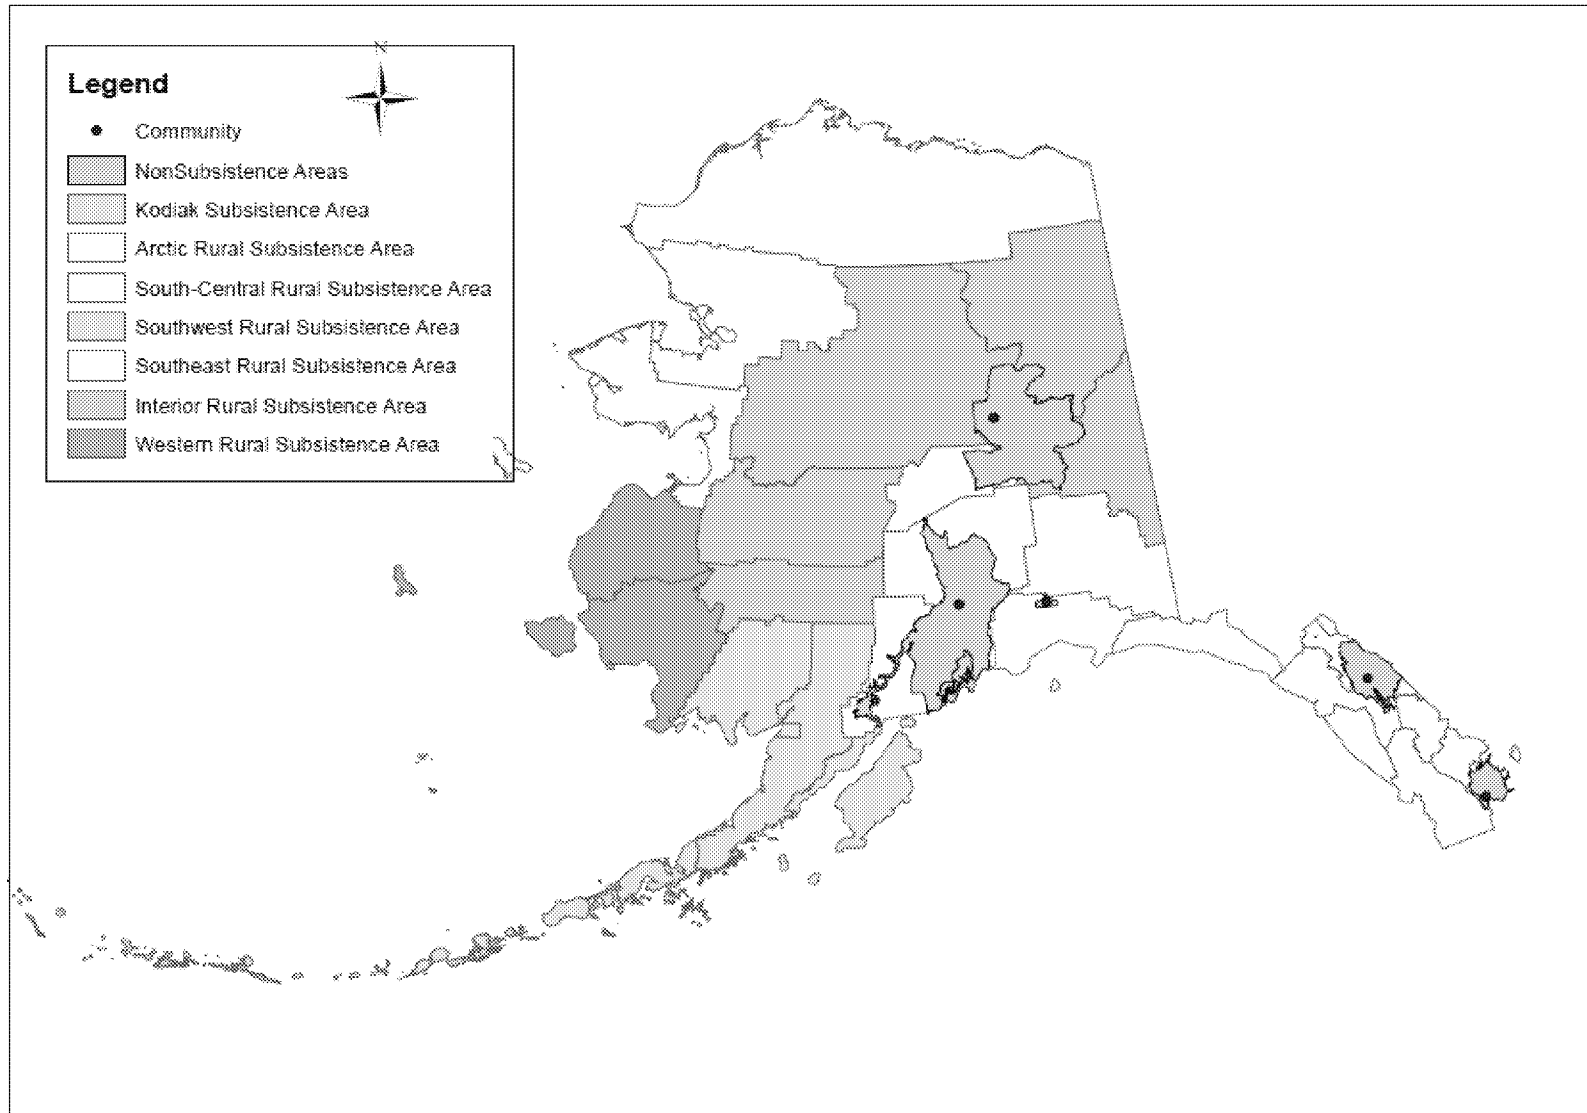 N
Legend
Community
NonSubsistence Areas
Kodiak Subsistence Area
Arctic Rural Subsistence Area
South-Central Rural Subsistence Area
Southwest Rural Subsistence Area
Southeast Rural Subsistence Area
Interior Rural Subsistence Area
Western Rural Subsistence Area